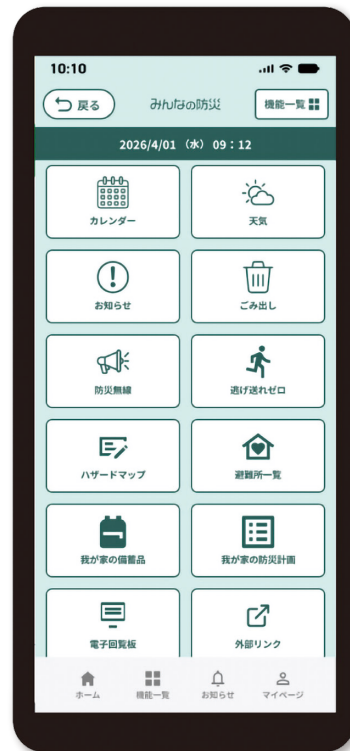 10:10
戻る
みんなの防災
機能一覧
2026/4/01 （水） 09：12
カレンダー
天気
お知らせ
ごみ出し
防災無線
逃げ送れゼロ
ハザードマップ
避難所一覧
我が家の備蓄品
我が家の防災計画
電子回覧板
外部リンク
ホーム
機能一覧
お知らせ
マイページ